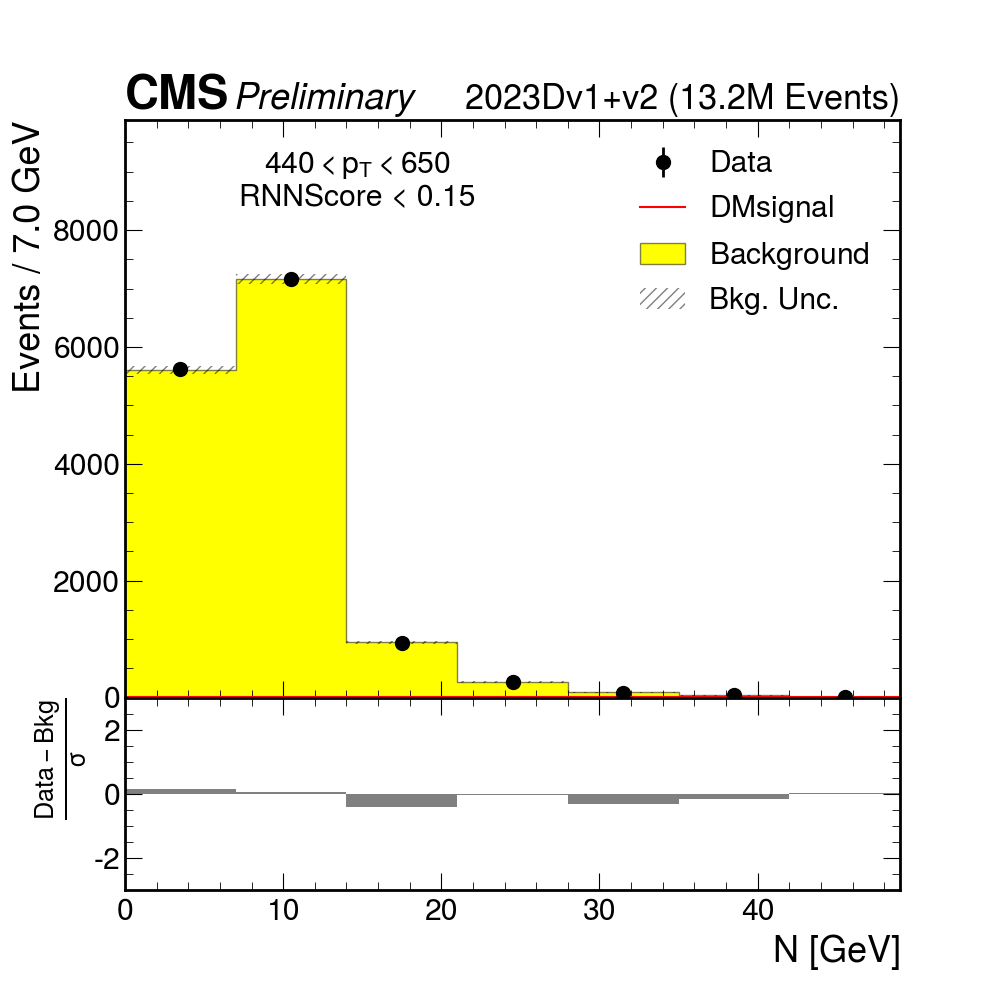 CMS Preliminary 2023Dv1+v2 (13.2M Events)
Events / 7.0 GeV
440 < pT < 650
RNNScore < 0.15
Data
DMsignal
Background
Bkg. Unc.
8000
6000
4000
2000
0
Data − Bkg
σ
2
0
-2
0 10 20 30 40
N [GeV]